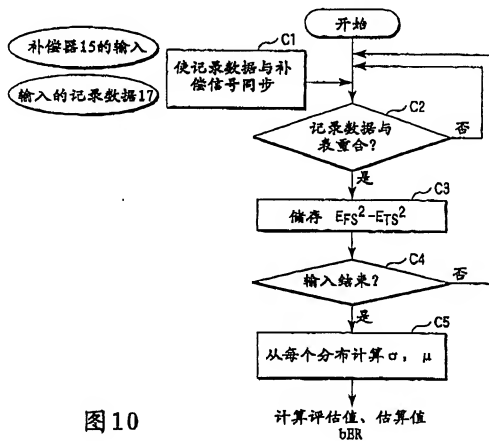 开始
补偿器15的输入
输入的记录数据17
C1
使记录数据与补
偿信号同步
C2
记录数据与
表重合?
否
是
C3
储存 EFS²-ETS²
C4
输入结束?
否
是
C5
从每个分布计算σ, μ
计算评估值、估算值
bER
图10